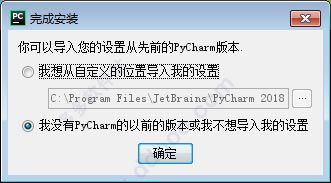 PC 完成安装
你可以导入您的设置从先前的PyCharm版本.
我想从自定义的位置导入我的设置
C:\Program Files\JetBrains\PyCharm 2018 ...
我没有PyCharm的以前的版本或我不想导入我的设置
确定